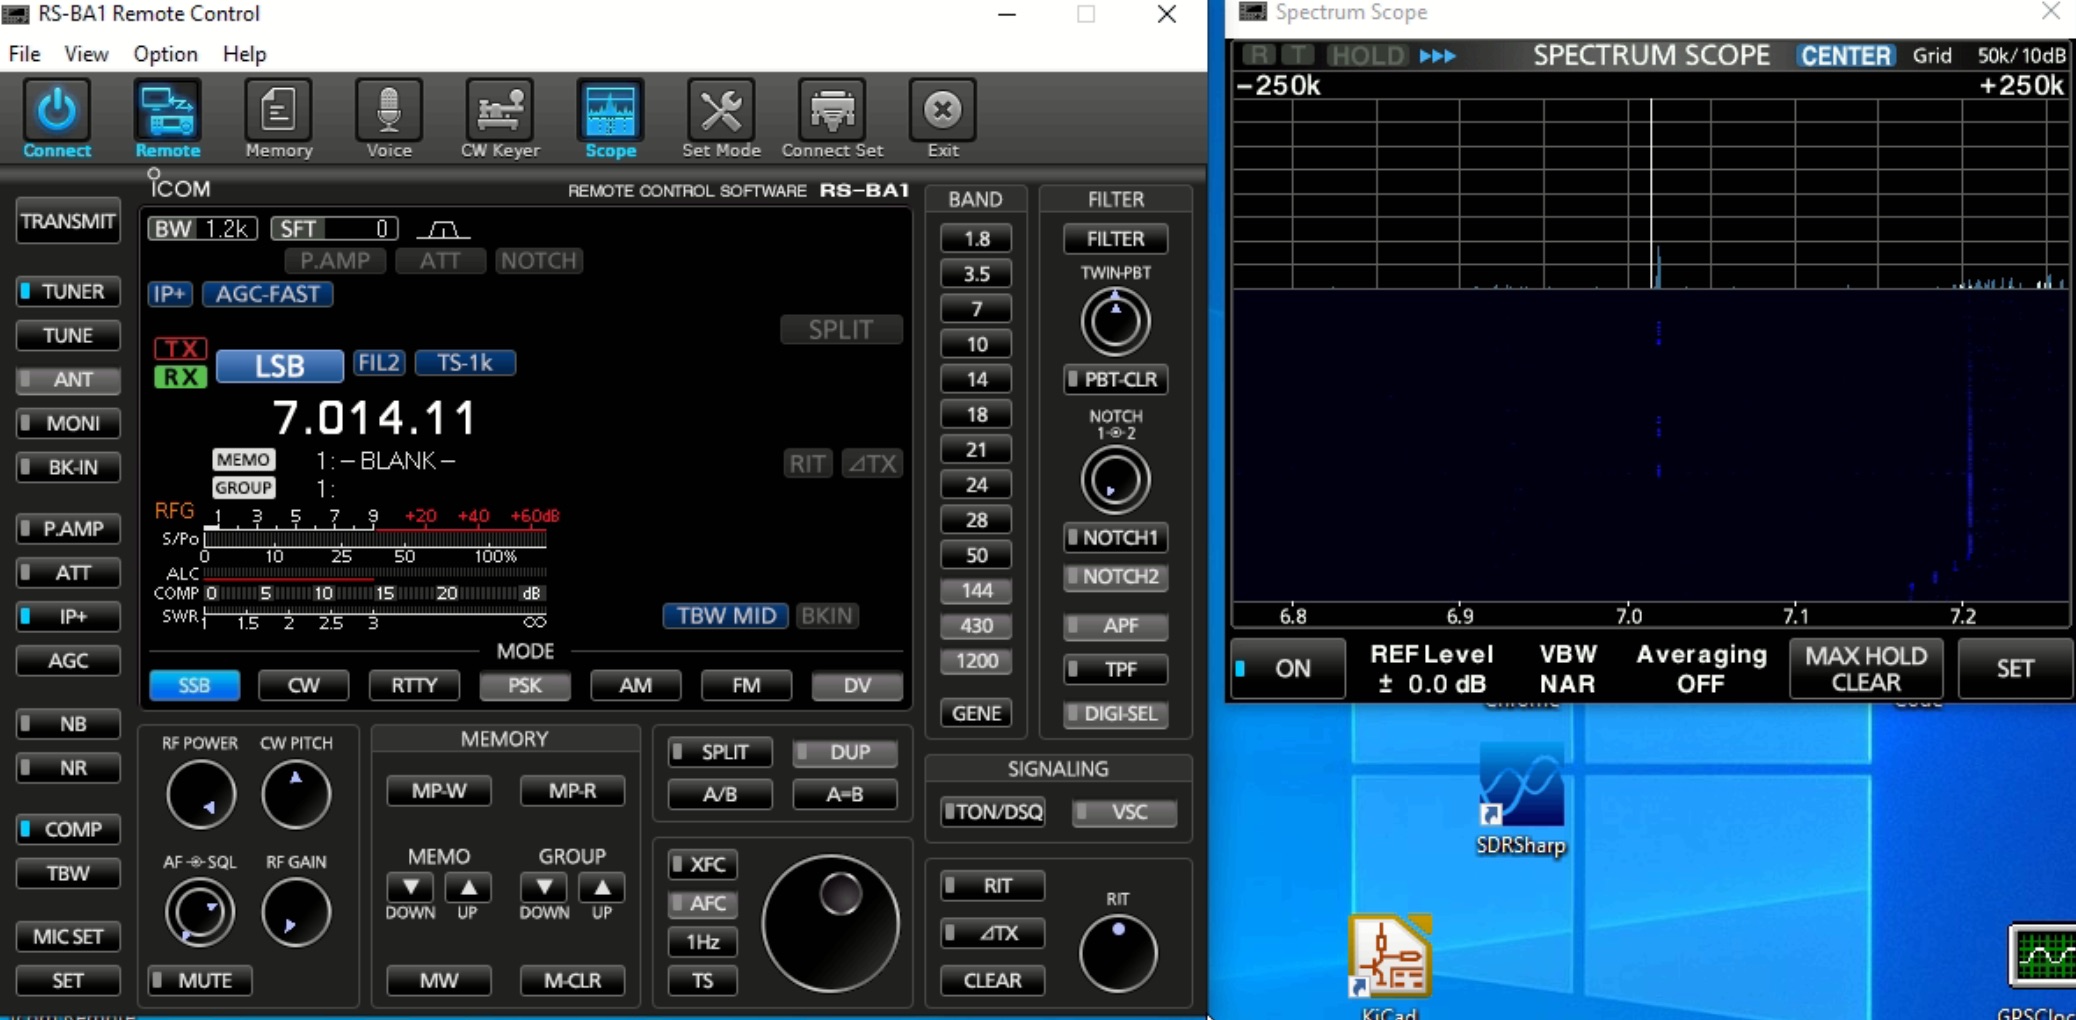 RS-BA1 Remote Control
File View Option Help
Connect Remote Memory Voice CW Keyer Scope Set Mode Connect Set Exit
ICOM
REMOTE CONTROL SOFTWARE RS-BA1
TRANSMIT
TUNER
TUNE
ANT
MONI
BK-IN
P.AMP
ATT
IP+
AGC
NB
NR
COMP
TBW
MIC SET
SET
BW 1.2k SFT 0
P.AMP ATT NOTCH
IP+ AGC-FAST
SPLIT
TX
RX LSB FIL2 TS-1k
7.014.11
MEMO 1:–BLANK–
GROUP 1:
RIT ⊿TX
RFG 1 3 5 7 9 +20 +40 +60dB
S/Po
0 10 25 50 100%
ALC
COMP 0 5 10 15 20 dB
SWR 1 1.5 2 2.5 3 ∞
TBW MID BKIN
MODE
SSB CW RTTY PSK AM FM DV
RF POWER CW PITCH
AF SQL RF GAIN
MUTE
MEMORY
MP-W MP-R
MEMO GROUP
DOWN UP DOWN UP
MW M-CLR
SPLIT DUP
A/B A=B
XFC
AFC
1Hz
TS
BAND
1.8
3.5
7
10
14
18
21
24
28
50
144
430
1200
GENE
FILTER
FILTER
TWIN-PBT
PBT-CLR
NOTCH
1 2
NOTCH1
NOTCH2
APF
TPF
DIGI-SEL
SIGNALING
TON/DSQ VSC
RIT
⊿TX
CLEAR
RIT
Spectrum Scope
R T HOLD SPECTRUM SCOPE CENTER Grid 50k/10dB
-250k +250k
6.8 6.9 7.0 7.1 7.2
ON REF Level VBW Averaging MAX HOLD SET
± 0.0 dB NAR OFF CLEAR
Chrome Code
SDRSharp
KiCad
GPSCloc
Icom Remote